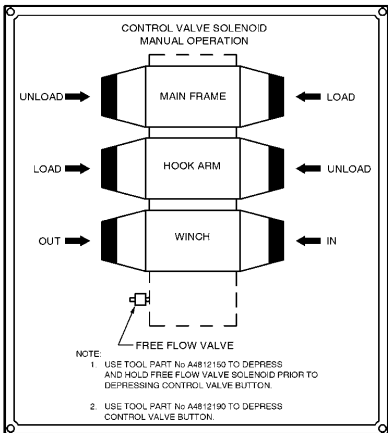 CONTROL VALVE SOLENOID
MANUAL OPERATION
UNLOAD
MAIN FRAME
LOAD
LOAD
HOOK ARM
UNLOAD
OUT
WINCH
IN
FREE FLOW VALVE
NOTE:
1. USE TOOL PART No A4812150 TO DEPRESS
AND HOLD FREE FLOW VALVE SOLENOID PRIOR TO
DEPRESSING CONTROL VALVE BUTTON.
2. USE TOOL PART No A4812190 TO DEPRESS
CONTROL VALVE BUTTON.